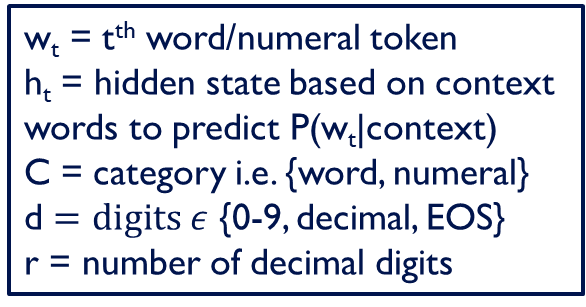 wₜ = tᵗʰ word/numeral token
hₜ = hidden state based on context
words to predict P(wₜ|context)
C = category i.e. {word, numeral}
d = digits ϵ {0-9, decimal, EOS}
r = number of decimal digits